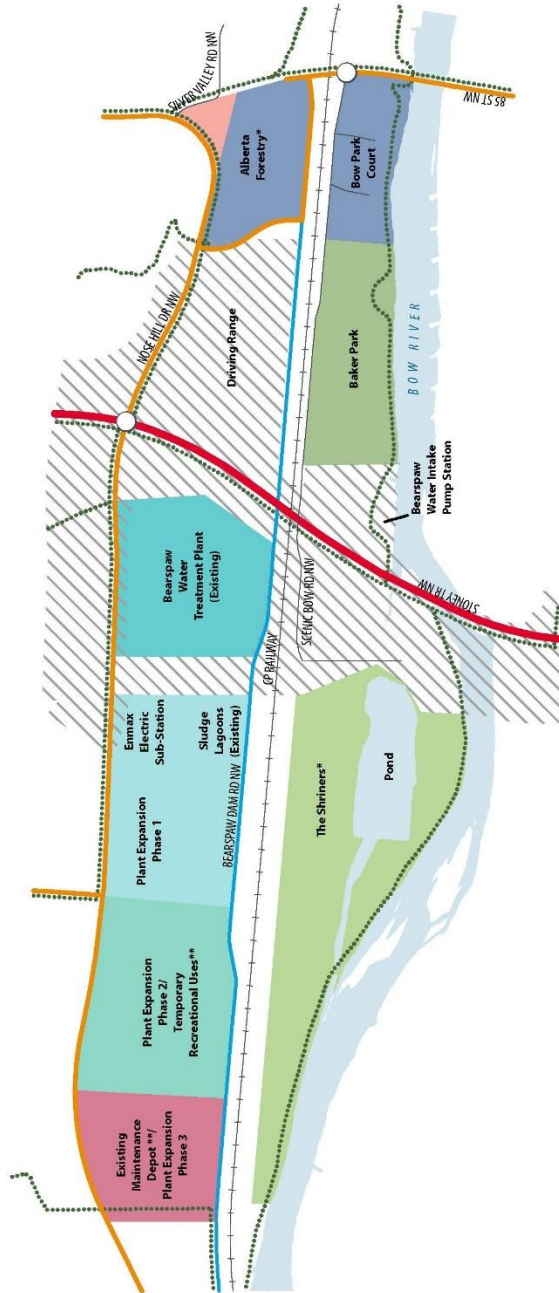 SILVER VALLEY RD NW
85 ST NW
Alberta
Forestry*
Bow Park
Court
NOSE HILL DR NW
Driving Range
Baker Park
BOW RIVER
Bearspaw
Water Intake
Pump Station
Bearspaw
Water
Treatment Plant
(Existing)
SCENIC BOW RD NW
STONEY TR NW
CP RAILWAY
Enmax
Electric
Sub-Station
Sludge
Lagoons
(Existing)
BEARSPAW DAM RD NW
Plant Expansion
Phase 1
The Shriners*
Pond
Plant Expansion
Phase 2/
Temporary
Recreational Uses**
Existing
Maintenance
Depot **/
Plant Expansion
Phase 3